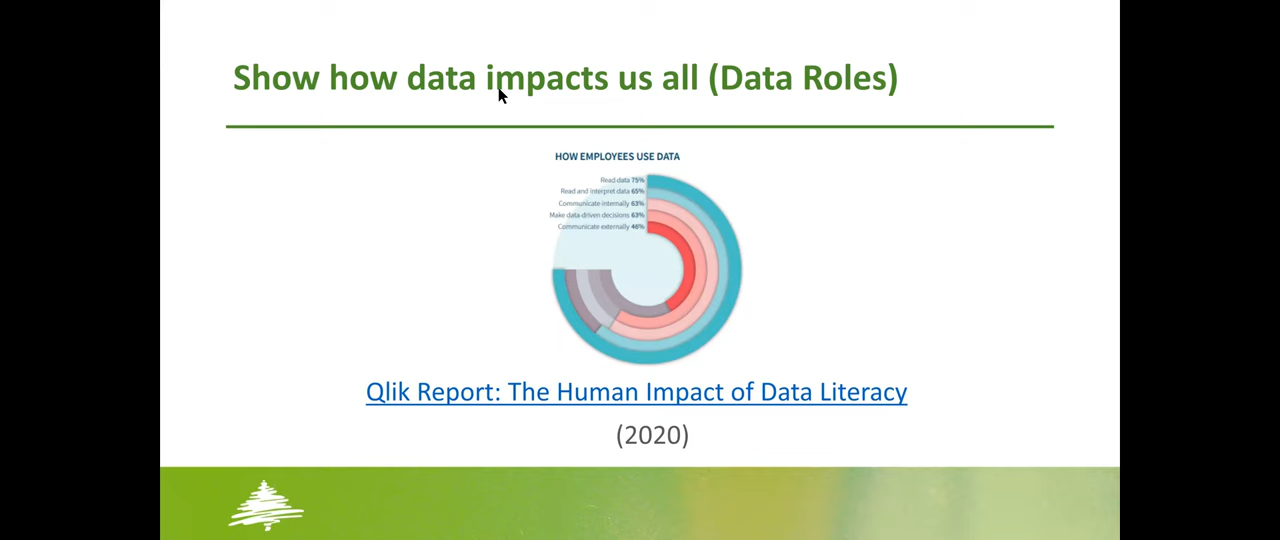 Show how data impacts us all (Data Roles)
HOW EMPLOYEES USE DATA
Read data 75%
Read and interpret data 65%
Communicate internally 63%
Make data driven decisions 63%
Communicate externally 46%
Qlik Report: The Human Impact of Data Literacy
(2020)